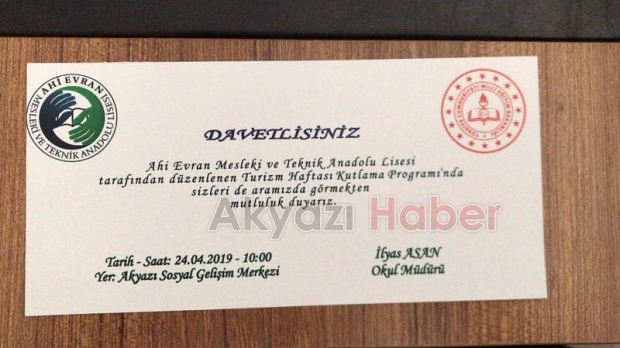 AHİ EVRAN
MESLEKİ VE TEKNİK ANADOLU LİSESİ
DAVETLİSİNİZ
Ahi Evran Mesleki ve Teknik Anadolu Lisesi
tarafından düzenlenen Turizm Haftası Kutlama Programı'nda
sizleri de aramızda görmekten
mutluluk duyarız.
Akyazı Haber
Tarih - Saat: 24.04.2019 - 10:00
Yer: Akyazı Sosyal Gelişim Merkezi
İlyas ASAN
Okul Müdürü